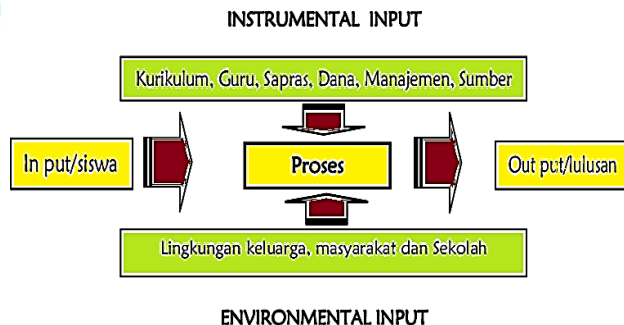 INSTRUMENTAL INPUT
Kurikulum, Guru, Sapras, Dana, Manajemen, Sumber
In put/siswa
Proses
Out put/lulusan
Lingkungan keluarga, masyarakat dan Sekolah
ENVIRONMENTAL INPUT